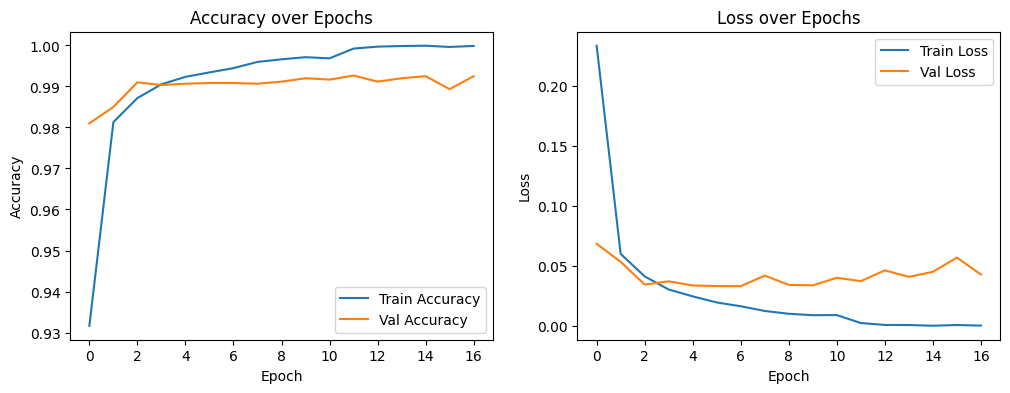 Accuracy over Epochs
Accuracy
1.00
0.99
0.98
0.97
0.96
0.95
0.94
0.93
Train Accuracy
Val Accuracy
0 2 4 6 8 10 12 14 16
Epoch
Loss over Epochs
Loss
0.20
0.15
0.10
0.05
0.00
Train Loss
Val Loss
0 2 4 6 8 10 12 14 16
Epoch